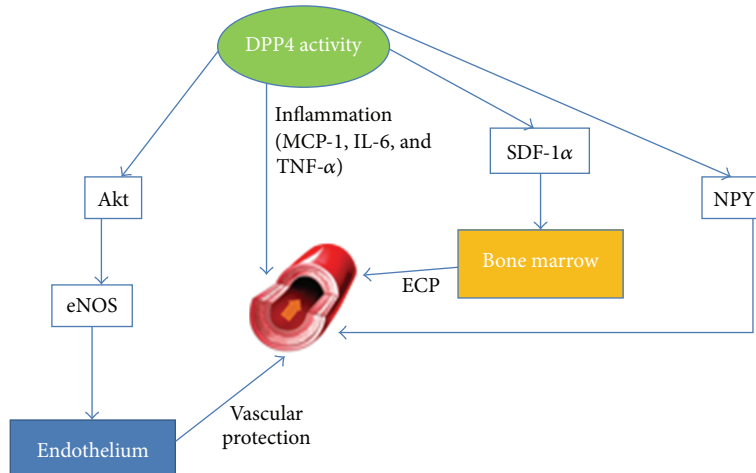 DPP4 activity
Inflammation
(MCP-1, IL-6, and
TNF-α)
SDF-1α
Akt
NPY
Bone marrow
ECP
eNOS
Vascular
protection
Endothelium